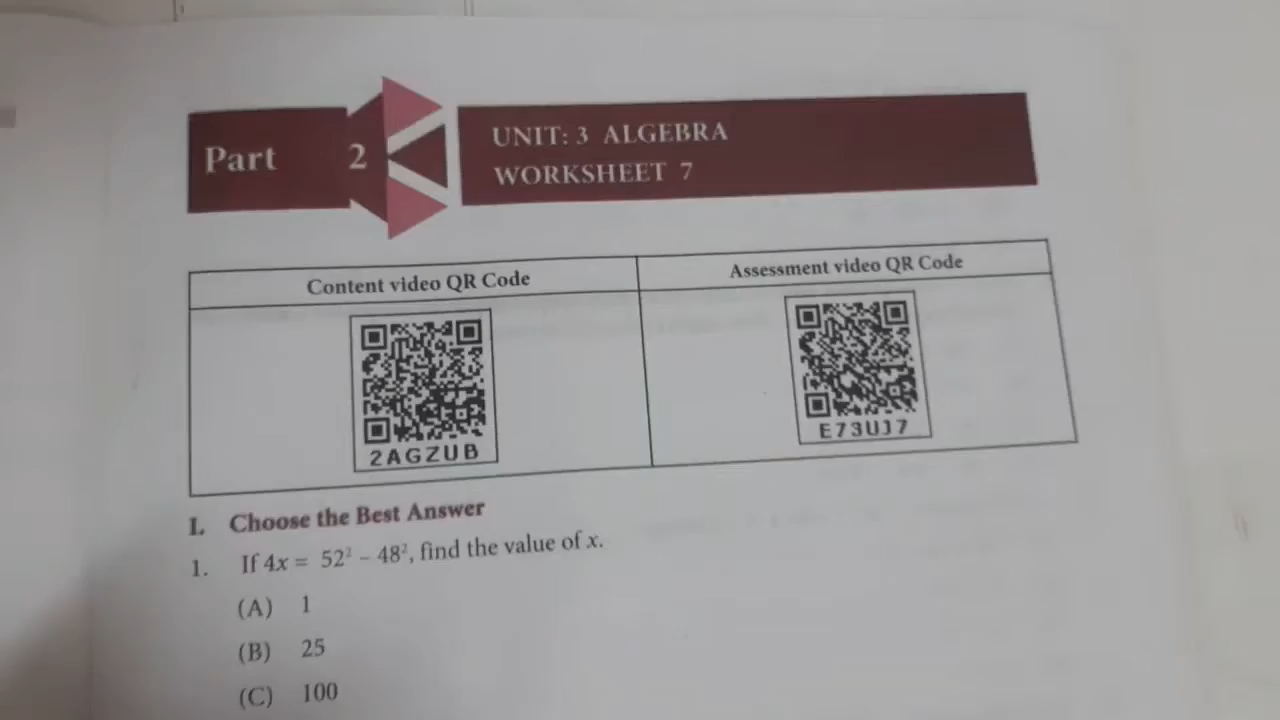 Part 2
UNIT: 3 ALGEBRA
WORKSHEET 7
Content video QR Code
Assessment video QR Code
2AGZUB
E73UJ7
I. Choose the Best Answer
1. If 4x = 52² – 48², find the value of x.
(A) 1
(B) 25
(C) 100